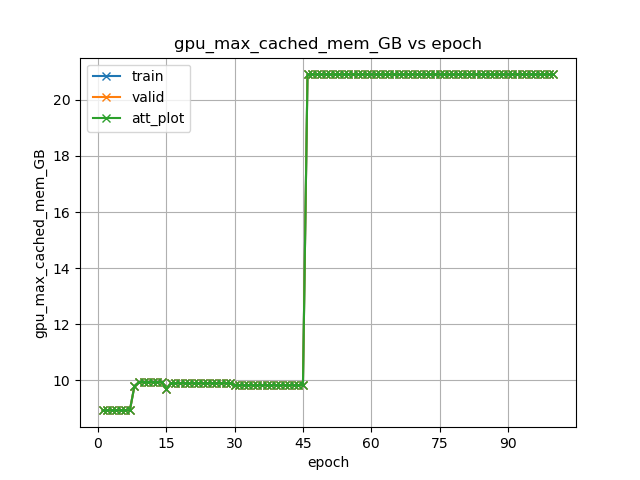 gpu_max_cached_mem_GB vs epoch
train
valid
att_plot
gpu_max_cached_mem_GB
20
18
16
14
12
10
0 15 30 45 60 75 90
epoch